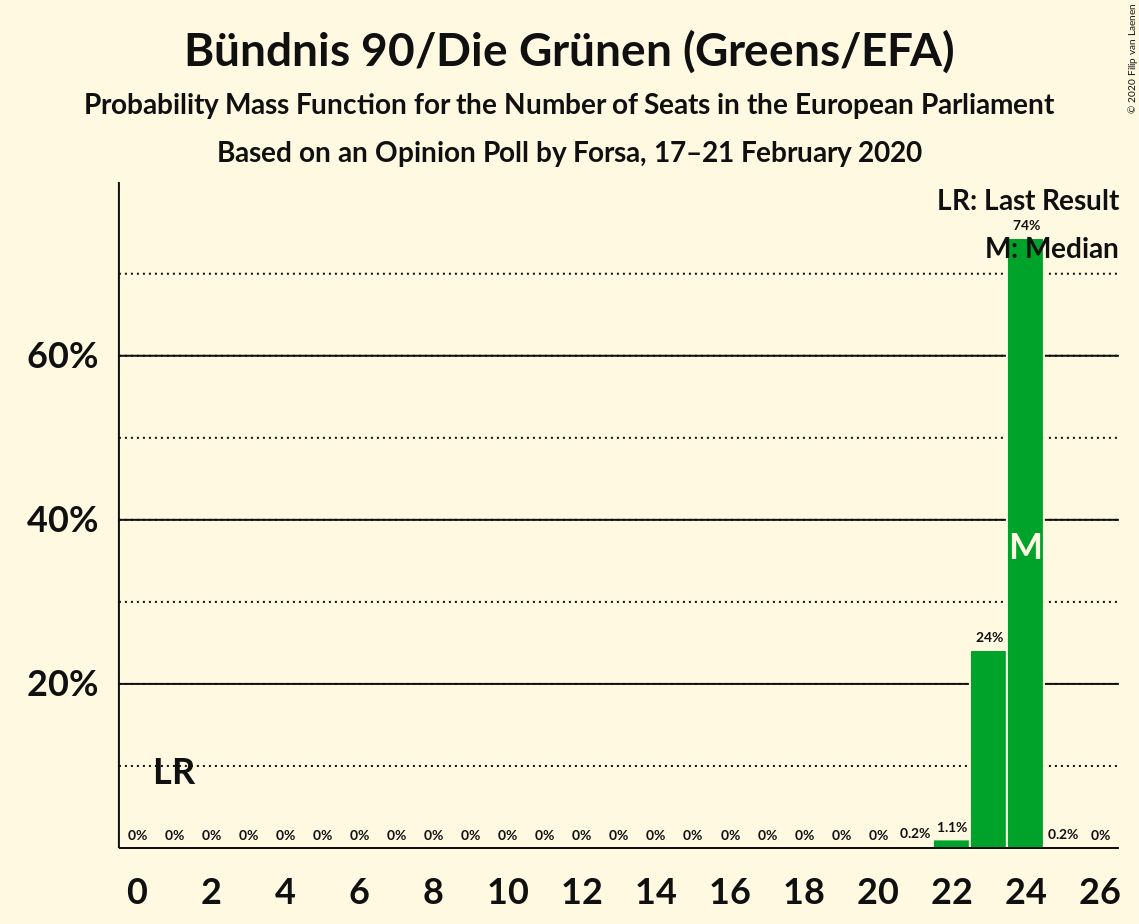 Bündnis 90/Die Grünen (Greens/EFA)
Probability Mass Function for the Number of Seats in the European Parliament
Based on an Opinion Poll by Forsa, 17–21 February 2020
© 2020 Filip van Laenen
LR: Last Result
74%
M: Median
60%
40%
M
24%
20%
LR
0% 0% 0% 0% 0% 0% 0% 0% 0% 0% 0% 0% 0% 0% 0% 0% 0% 0% 0% 0% 0% 0.2% 1.1% 0.2% 0%
0 2 4 6 8 10 12 14 16 18 20 22 24 26